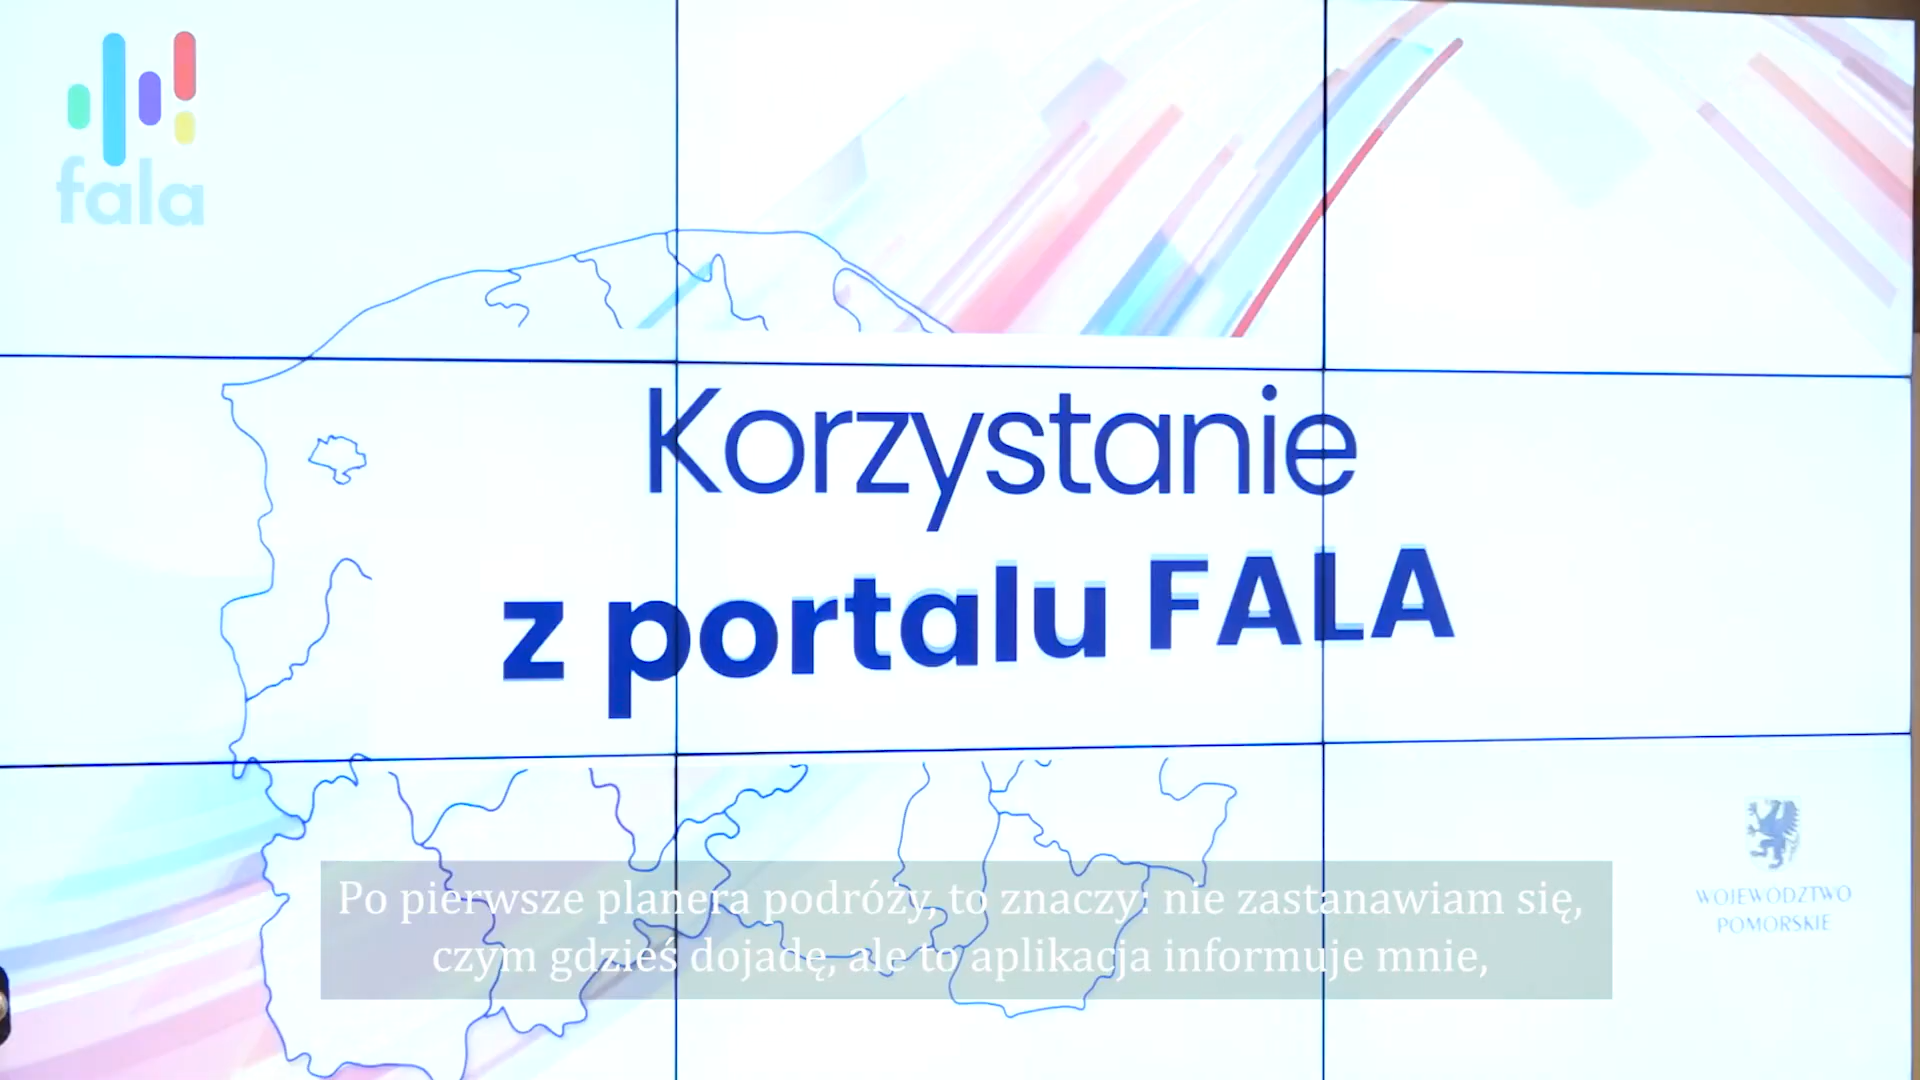 fala
Korzystanie
z portalu FALA
Po pierwsze planera podróży, to znaczy: nie zastanawiam się,
czym gdzieś dojadę, ale to aplikacja informuje mnie,
WOJEWÓDZTWO
POMORSKIE